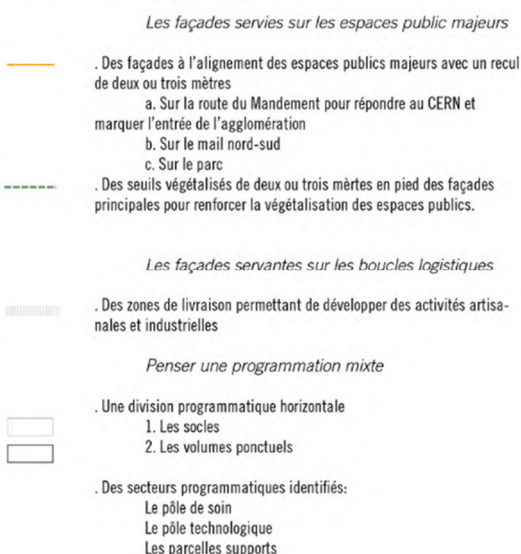 Les façades servies sur les espaces public majeurs
. Des façades à l'alignement des espaces publics majeurs avec un recul
de deux ou trois mètres
a. Sur la route du Mandement pour répondre au CERN et
marquer l'entrée de l'agglomération
b. Sur le mail nord-sud
c. Sur le parc
. Des seuils végétalisés de deux ou trois mèrtes en pied des façades
principales pour renforcer la végétalisation des espaces publics.
Les façades servantes sur les boucles logistiques
. Des zones de livraison permettant de développer des activités artisa-
nales et industrielles
Penser une programmation mixte
. Une division programmatique horizontale
1. Les socles
2. Les volumes ponctuels
. Des secteurs programmatiques identifiés:
Le pôle de soin
Le pôle technologique
Les parcelles supports